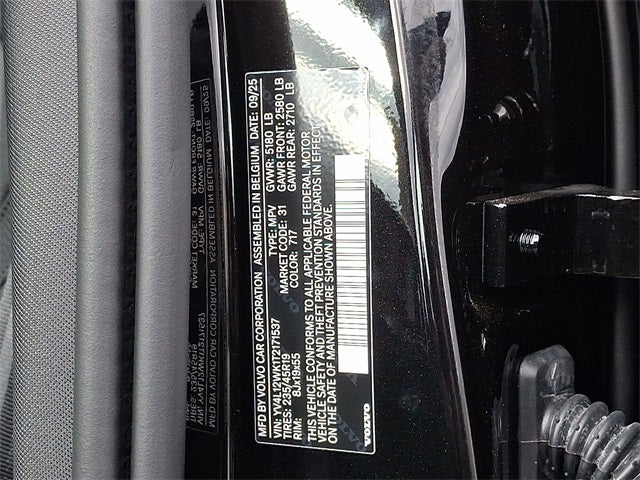 MFD BY VOLVO CAR CORPORATION ASSEMBLED IN BELGIUM DATE: 09/25
VIN: YV4L12WK1T2171537 TYPE: MPV GVWR: 5180 LB
TIRES: 235/45R19 MARKET CODE: 31 GAWR FRONT: 2580 LB
RIM: 8Jx19x55 COLOR: 717 GAWR REAR: 2710 LB
THIS VEHICLE CONFORMS TO ALL APPLICABLE FEDERAL MOTOR
VEHICLE SAFETY AND THEFT PREVENTION STANDARDS IN EFFECT
ON THE DATE OF MANUFACTURE SHOWN ABOVE.
VOLVO